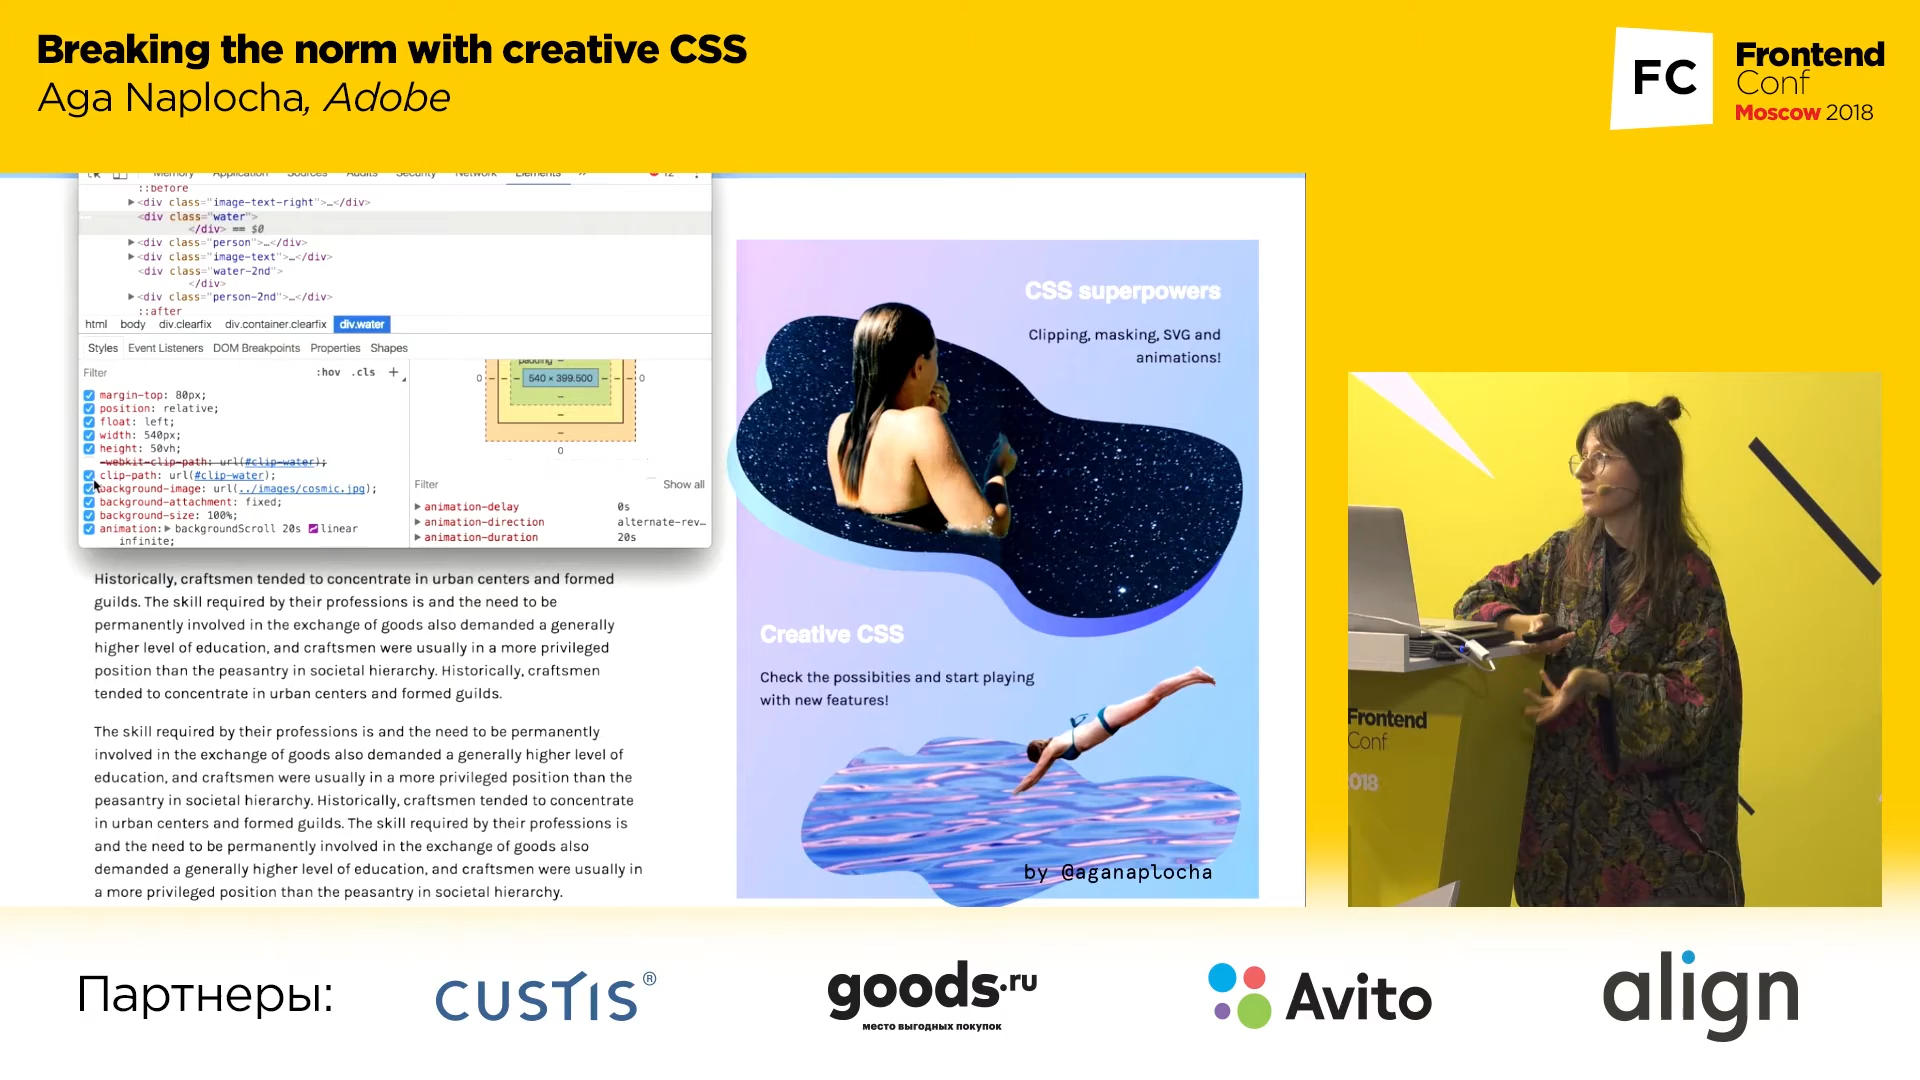 Breaking the norm with creative CSS
Aga Naplocha, Adobe
FC
Frontend
Conf
Moscow 2018
Memory Application Sources Audits Security Network Elements » 12
::before
▶<div class="image-text-right">…</div>
<div class="water">
</div> == $0
▶<div class="person">…</div>
▶<div class="image-text">…</div>
<div class="water-2nd">
</div>
▶<div class="person-2nd">…</div>
::after
html body div.clearfix div.container.clearfix div.water
Styles Event Listeners DOM Breakpoints Properties Shapes
Filter :hov .cls +
margin-top: 80px;
position: relative;
float: left;
width: 540px;
height: 50vh;
-webkit-clip-path: url(#clip-water);
clip-path: url(#clip-water);
background-image: url(../images/cosmic.jpg);
background-attachment: fixed;
background-size: 100%;
animation:▶ backgroundScroll 20s linear
infinite;
padding –
0 540 × 399.500 0
–
–
–
0
Filter Show all
▶ animation-delay 0s
▶ animation-direction alternate-rev…
▶ animation-duration 20s
Historically, craftsmen tended to concentrate in urban centers and formed
guilds. The skill required by their professions is and the need to be
permanently involved in the exchange of goods also demanded a generally
higher level of education, and craftsmen were usually in a more privileged
position than the peasantry in societal hierarchy. Historically, craftsmen
tended to concentrate in urban centers and formed guilds.
The skill required by their professions is and the need to be permanently
involved in the exchange of goods also demanded a generally higher level of
education, and craftsmen were usually in a more privileged position than the
peasantry in societal hierarchy. Historically, craftsmen tended to concentrate
in urban centers and formed guilds. The skill required by their professions is
and the need to be permanently involved in the exchange of goods also
demanded a generally higher level of education, and craftsmen were usually in
a more privileged position than the peasantry in societal hierarchy.
CSS superpowers
Clipping, masking, SVG and
animations!
Creative CSS
Check the possibities and start playing
with new features!
by @aganaplocha
Frontend
Conf
2018
Партнеры:
CUSTIS®
goods.ru
место выгодных покупок
Avito
align